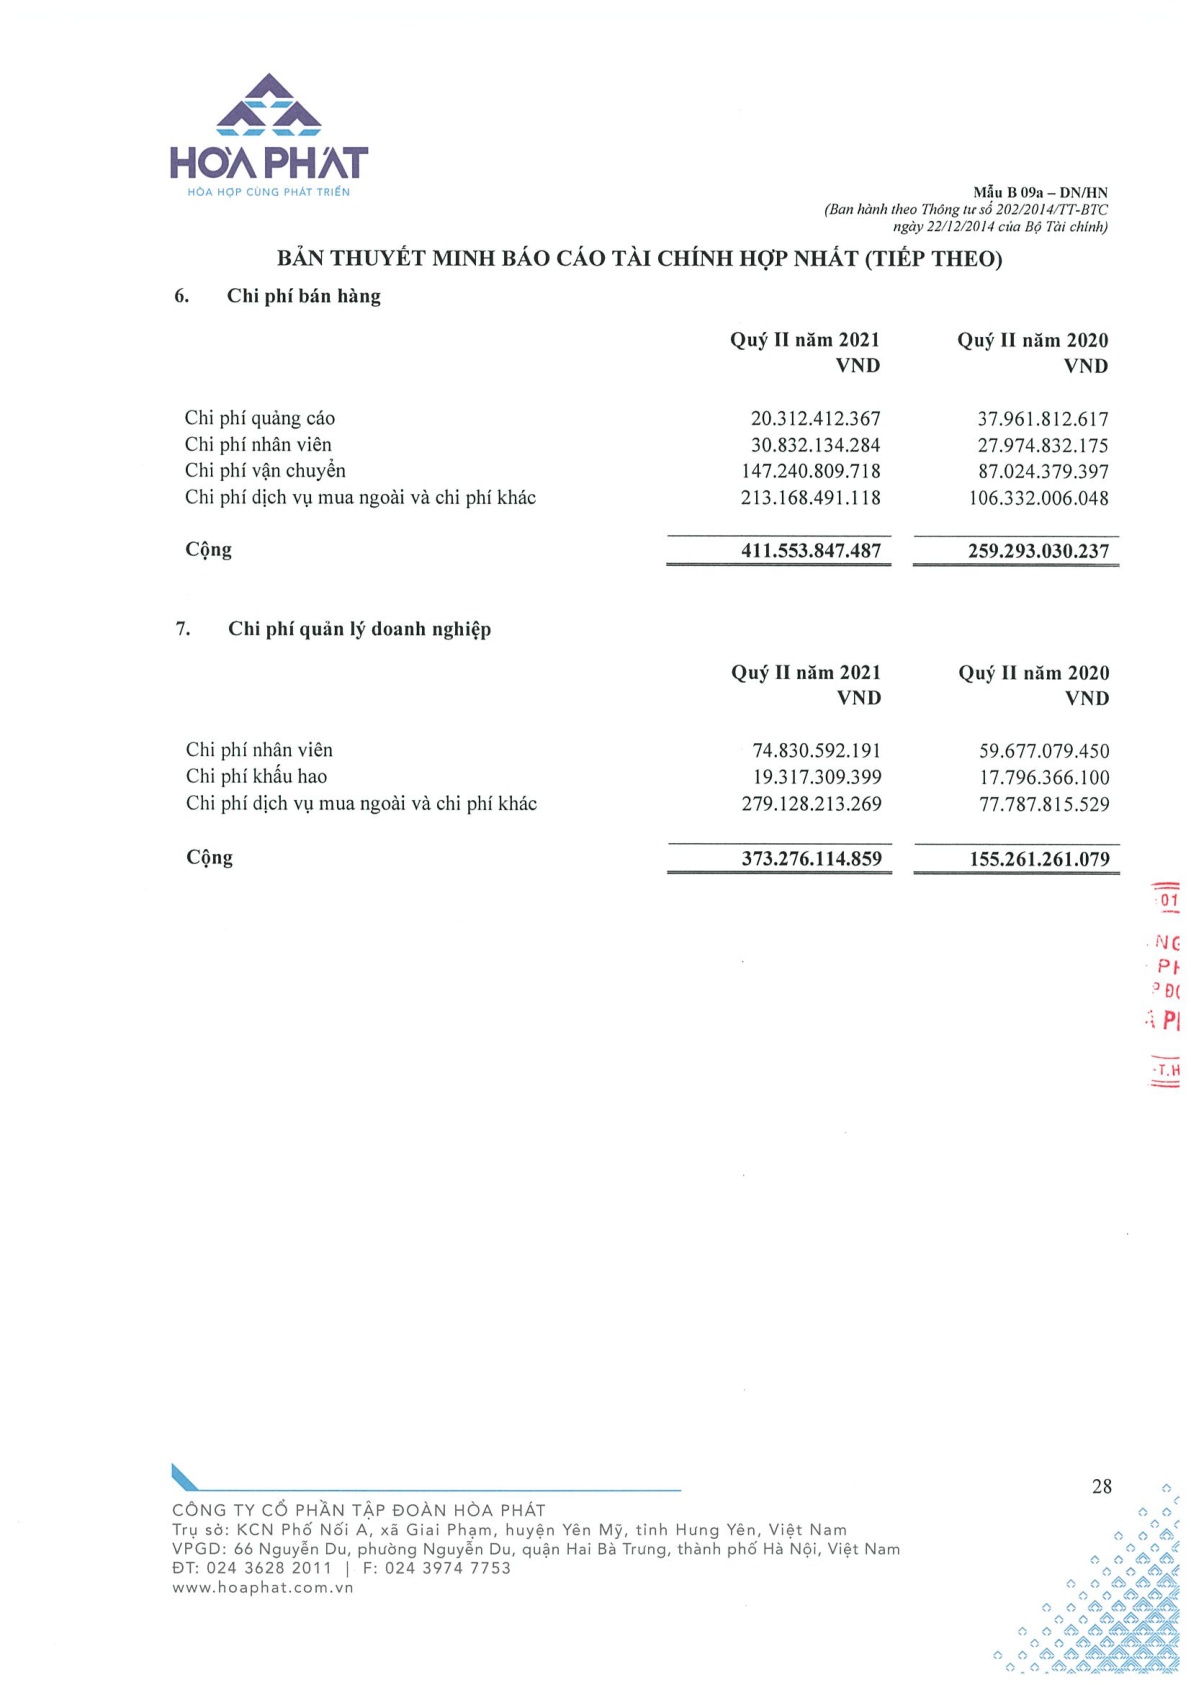 HÒA PHÁT
HÒA HỢP CÙNG PHÁT TRIỂN
Mẫu B 09a – DN/HN
(Ban hành theo Thông tư số 202/2014/TT-BTC
ngày 22/12/2014 của Bộ Tài chính)
BẢN THUYẾT MINH BÁO CÁO TÀI CHÍNH HỢP NHẤT (TIẾP THEO)
6. Chi phí bán hàng
Quý II năm 2021 Quý II năm 2020
VND VND
Chi phí quảng cáo 20.312.412.367 37.961.812.617
Chi phí nhân viên 30.832.134.284 27.974.832.175
Chi phí vận chuyển 147.240.809.718 87.024.379.397
Chi phí dịch vụ mua ngoài và chi phí khác 213.168.491.118 106.332.006.048
Cộng 411.553.847.487 259.293.030.237
7. Chi phí quản lý doanh nghiệp
Quý II năm 2021 Quý II năm 2020
VND VND
Chi phí nhân viên 74.830.592.191 59.677.079.450
Chi phí khấu hao 19.317.309.399 17.796.366.100
Chi phí dịch vụ mua ngoài và chi phí khác 279.128.213.269 77.787.815.529
Cộng 373.276.114.859 155.261.261.079
01
NG
T.H
28
CÔNG TY CỔ PHẦN TẬP ĐOÀN HÒA PHÁT
Trụ sở: KCN Phố Nối A, xã Giai Phạm, huyện Yên Mỹ, tỉnh Hưng Yên, Việt Nam
VPGD: 66 Nguyễn Du, phường Nguyễn Du, quận Hai Bà Trưng, thành phố Hà Nội, Việt Nam
ĐT: 024 3628 2011 | F: 024 3974 7753
www.hoaphat.com.vn